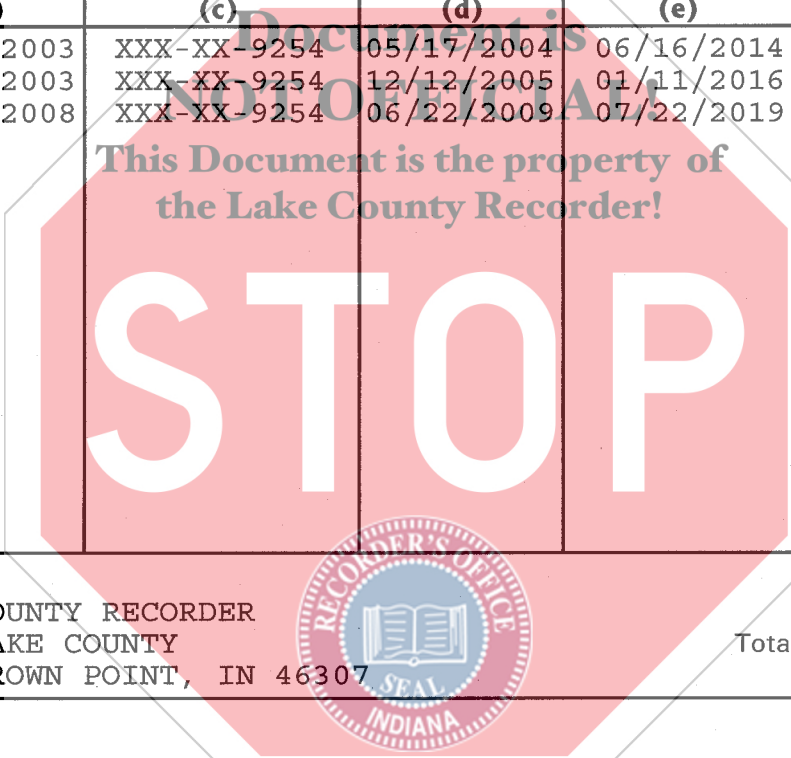 (c) (d) (e)
Document is
2003 XXX-XX-9254 05/17/2004 06/16/2014
2003 XXX-XX-9254 12/12/2005 01/11/2016
NOT OFFICIAL!
2008 XXX-XX-9254 06/22/2009 07/22/2019
This Document is the property of
the Lake County Recorder!
STOP
RECORDER'S OFFICE
SEAL
INDIANA
OUNTY RECORDER
AKE COUNTY
Tota
ROWN POINT, IN 46307